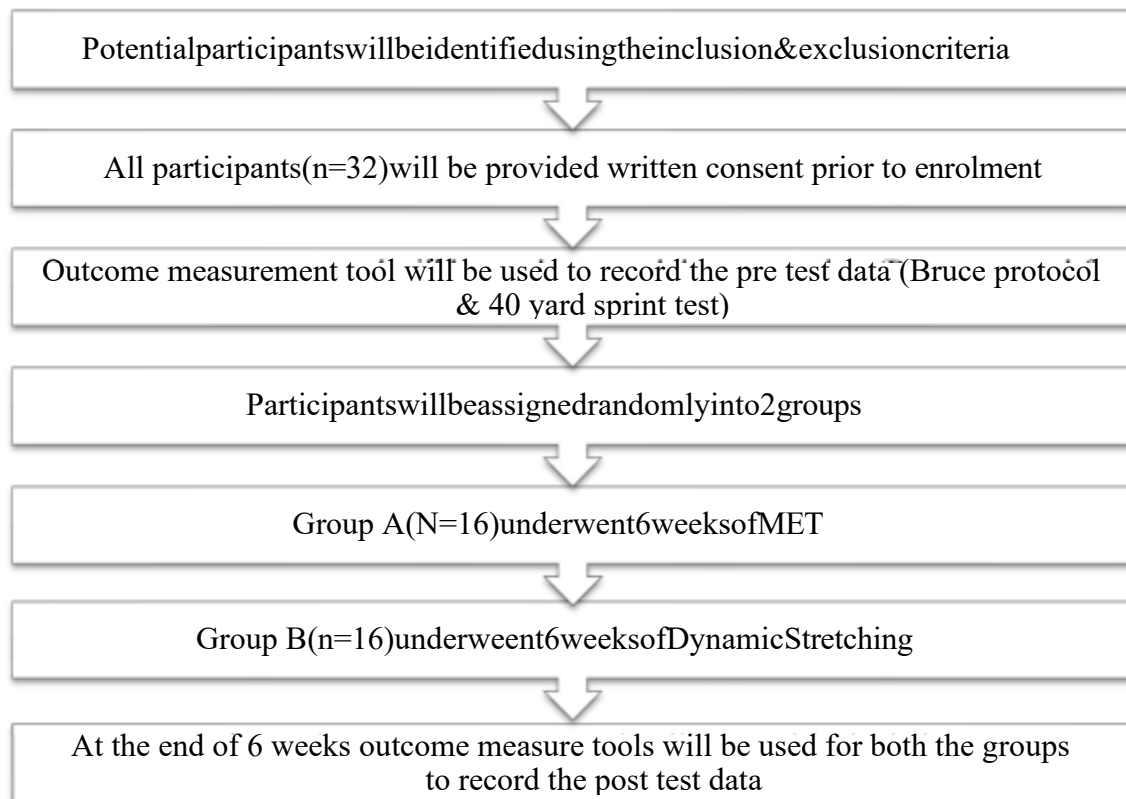 Potentialparticipantswillbeidentifiedusingtheinclusion&exclusioncriteria
All participants(n=32)will be provided written consent prior to enrolment
Outcome measurement tool will be used to record the pre test data (Bruce protocol
& 40 yard sprint test)
Participantswillbeassignedrandomlyinto2groups
Group A(N=16)underwent6weeksofMET
Group B(n=16)underweent6weeksofDynamicStretching
At the end of 6 weeks outcome measure tools will be used for both the groups
to record the post test data